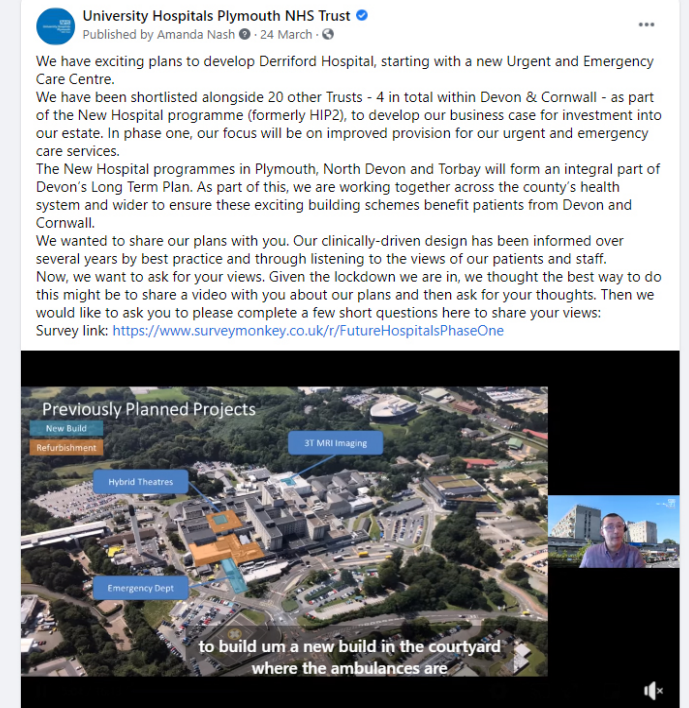 University Hospitals Plymouth NHS Trust
Published by Amanda Nash · 24 March ·
We have exciting plans to develop Derriford Hospital, starting with a new Urgent and Emergency
Care Centre.
We have been shortlisted alongside 20 other Trusts - 4 in total within Devon & Cornwall - as part
of the New Hospital programme (formerly HIP2), to develop our business case for investment into
our estate. In phase one, our focus will be on improved provision for our urgent and emergency
care services.
The New Hospital programmes in Plymouth, North Devon and Torbay will form an integral part of
Devon's Long Term Plan. As part of this, we are working together across the county's health
system and wider to ensure these exciting building schemes benefit patients from Devon and
Cornwall.
We wanted to share our plans with you. Our clinically-driven design has been informed over
several years by best practice and through listening to the views of our patients and staff.
Now, we want to ask for your views. Given the lockdown we are in, we thought the best way to do
this might be to share a video with you about our plans and then ask for your thoughts. Then we
would like to ask you to please complete a few short questions here to share your views:
Survey link: https://www.surveymonkey.co.uk/r/FutureHospitalsPhaseOne
Previously Planned Projects
New Build
Refurbishment
3T MRI Imaging
Hybrid Theatres
Emergency Dept
to build um a new build in the courtyard
where the ambulances are